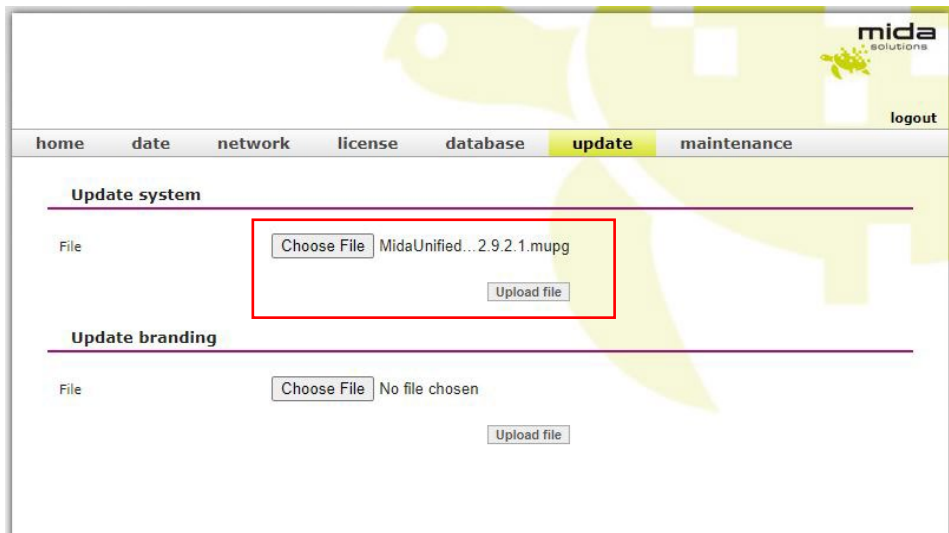 mida
solutions
logout
home date network license database update maintenance
Update system
File Choose File MidaUnified...2.9.2.1.mupg
Upload file
Update branding
File Choose File No file chosen
Upload file